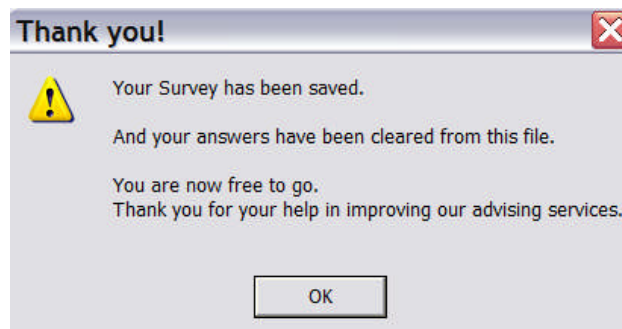 Thank you!
Your Survey has been saved.
And your answers have been cleared from this file.
You are now free to go.
Thank you for your help in improving our advising services.
OK